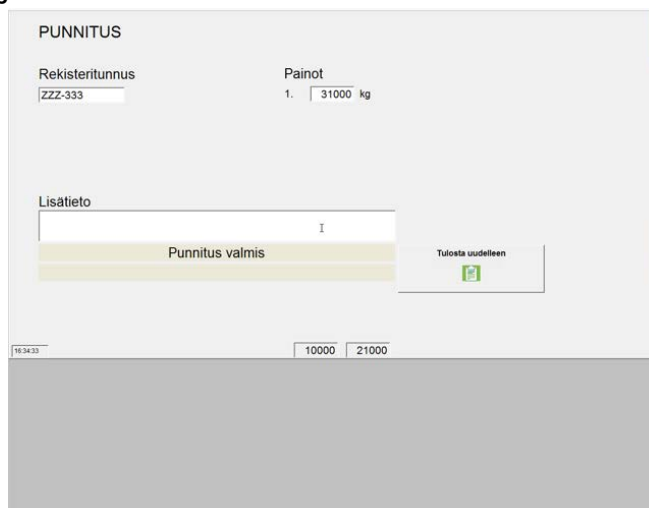 PUNNITUS
Rekisteritunnus
Painot
ZZZ-333
1. 31000 kg
Lisätieto
Punnitus valmis
Tulosta uudelleen
16:34:33
10000 21000